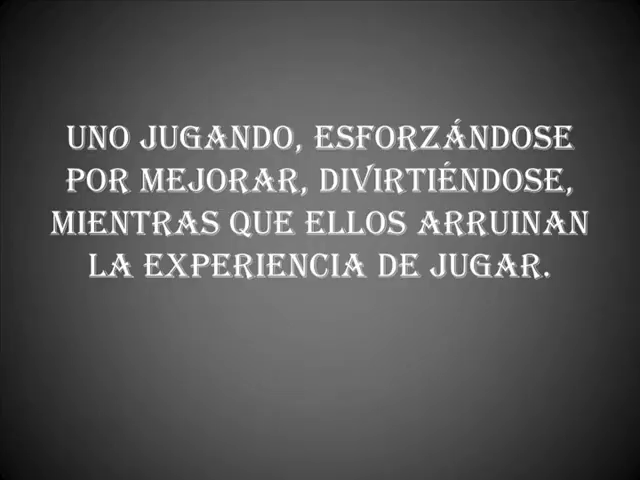 UNO JUGANDO, ESFORZÁNDOSE
POR MEJORAR, DIVIRTIÉNDOSE,
MIENTRAS QUE ELLOS ARRUINAN
LA EXPERIENCIA DE JUGAR.